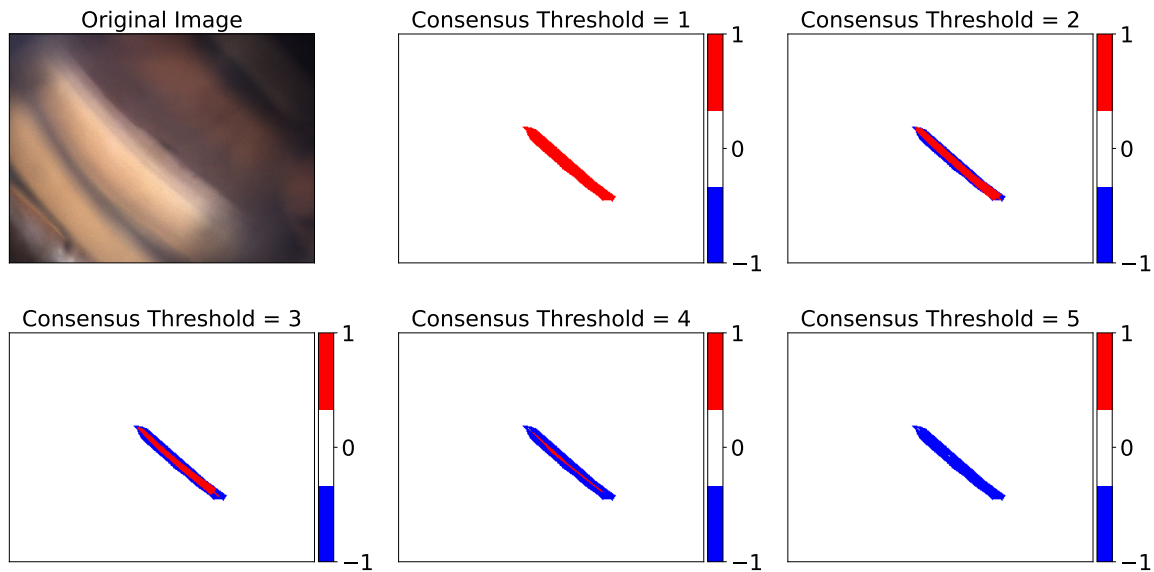 Original Image
Consensus Threshold = 1
1
0
−1
Consensus Threshold = 2
1
0
−1
Consensus Threshold = 3
1
0
−1
Consensus Threshold = 4
1
0
−1
Consensus Threshold = 5
1
0
−1